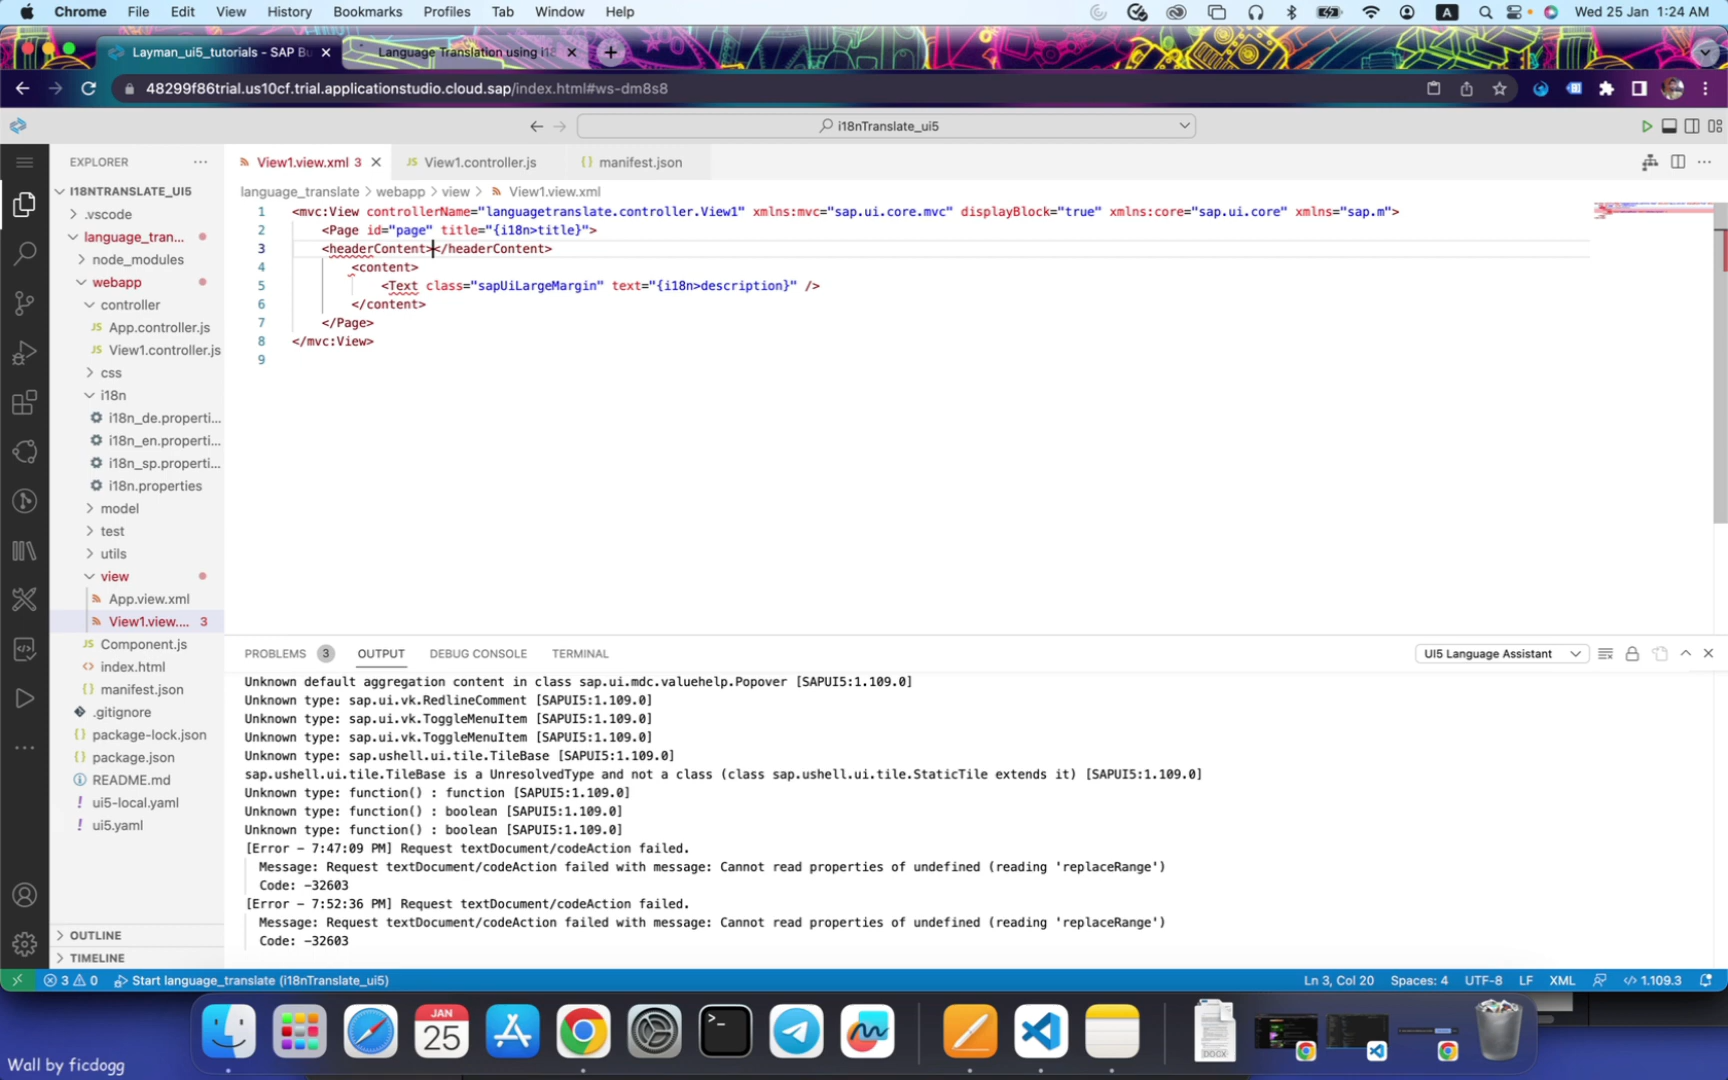 Chrome File Edit View History Bookmarks Profiles Tab Window Help A Wed 25 Jan 1:24 AM
Layman_ui5_tutorials - SAP Bu Language Translation using i18
48299f86trial.us10cf.trial.applicationstudio.cloud.sap/index.html#ws-dm8s8
i18nTranslate_ui5
EXPLORER
View1.view.xml 3
JS View1.controller.js
{} manifest.json
language_translate > webapp > view > View1.view.xml
I18NTRANSLATE_UI5
.vscode
language_tran...
node_modules
webapp
controller
JS App.controller.js
JS View1.controller.js
css
i18n
i18n_de.properti...
i18n_en.properti...
i18n_sp.properti...
i18n.properties
model
test
utils
view
App.view.xml
View1.view.... 3
JS Component.js
<> index.html
{} manifest.json
.gitignore
{} package-lock.json
{} package.json
README.md
! ui5-local.yaml
! ui5.yaml
OUTLINE
TIMELINE
1 <mvc:View controllerName="languagetranslate.controller.View1" xmlns:mvc="sap.ui.core.mvc" displayBlock="true" xmlns:core="sap.ui.core" xmlns="sap.m">
2 <Page id="page" title="{i18n>title}">
3 <headerContent></headerContent>
4 <content>
5 <Text class="sapUiLargeMargin" text="{i18n>description}" />
6 </content>
7 </Page>
8 </mvc:View>
9
PROBLEMS 3 OUTPUT DEBUG CONSOLE TERMINAL UI5 Language Assistant
Unknown default aggregation content in class sap.ui.mdc.valuehelp.Popover [SAPUI5:1.109.0]
Unknown type: sap.ui.vk.RedlineComment [SAPUI5:1.109.0]
Unknown type: sap.ui.vk.ToggleMenuItem [SAPUI5:1.109.0]
Unknown type: sap.ui.vk.ToggleMenuItem [SAPUI5:1.109.0]
Unknown type: sap.ushell.ui.tile.TileBase [SAPUI5:1.109.0]
sap.ushell.ui.tile.TileBase is a UnresolvedType and not a class (class sap.ushell.ui.tile.StaticTile extends it) [SAPUI5:1.109.0]
Unknown type: function() : function [SAPUI5:1.109.0]
Unknown type: function() : boolean [SAPUI5:1.109.0]
Unknown type: function() : boolean [SAPUI5:1.109.0]
[Error - 7:47:09 PM] Request textDocument/codeAction failed.
Message: Request textDocument/codeAction failed with message: Cannot read properties of undefined (reading 'replaceRange')
Code: -32603
[Error - 7:52:36 PM] Request textDocument/codeAction failed.
Message: Request textDocument/codeAction failed with message: Cannot read properties of undefined (reading 'replaceRange')
Code: -32603
3 0 Start language_translate (i18nTranslate_ui5) Ln 3, Col 20 Spaces: 4 UTF-8 LF XML 1.109.3
JAN
25
DOCX
Wall by ficdogg